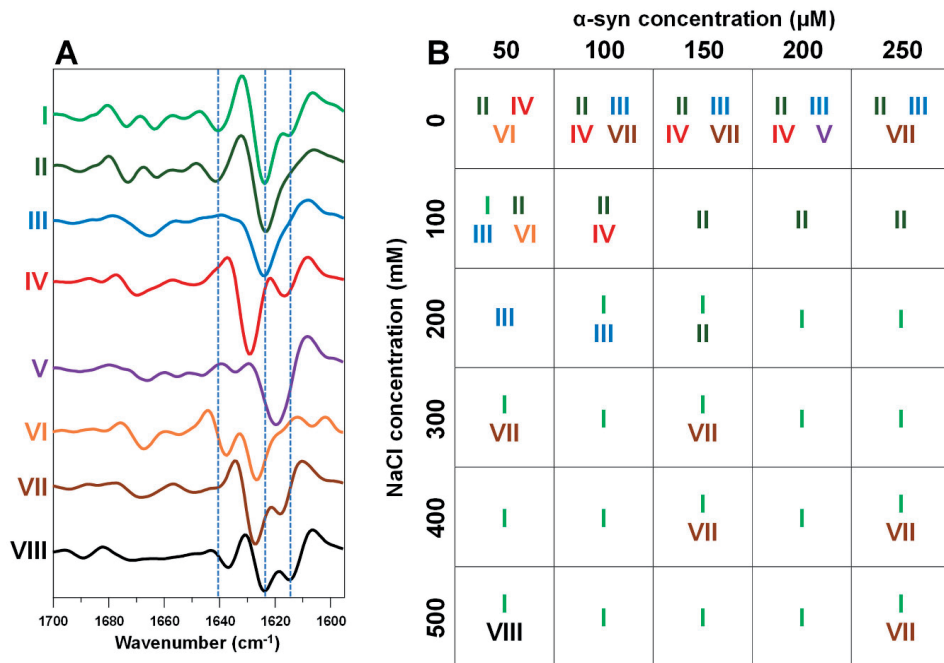 A
I
II
III
IV
V
VI
VII
VIII
1700 1680 1660 1640 1620 1600
Wavenumber (cm⁻¹)
B
α-syn concentration (μM)
50 100 150 200 250
NaCl concentration (mM)
0
II IV
VI
II III
IV VII
II III
IV VII
II III
IV V
II III
VII
100
I II
III VI
II
IV
II
II
II
200
III
I
III
I
II
I
I
300
I
VII
I
I
VII
I
I
400
I
I
I
VII
I
I
VII
500
I
VIII
I
I
I
I
VII